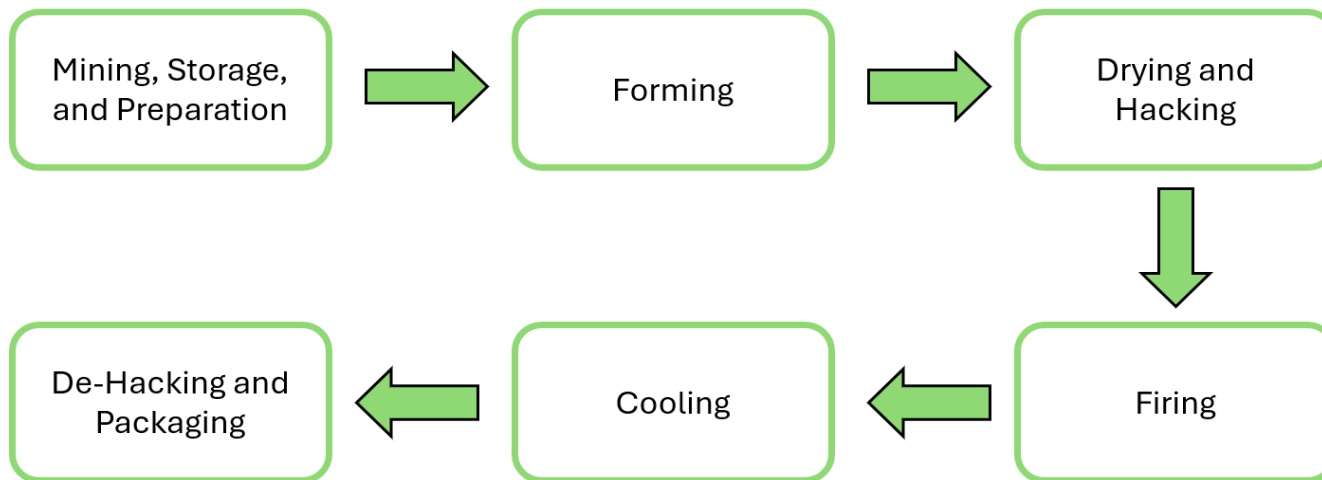 Mining, Storage,
and Preparation
Forming
Drying and
Hacking
Firing
Cooling
De-Hacking and
Packaging